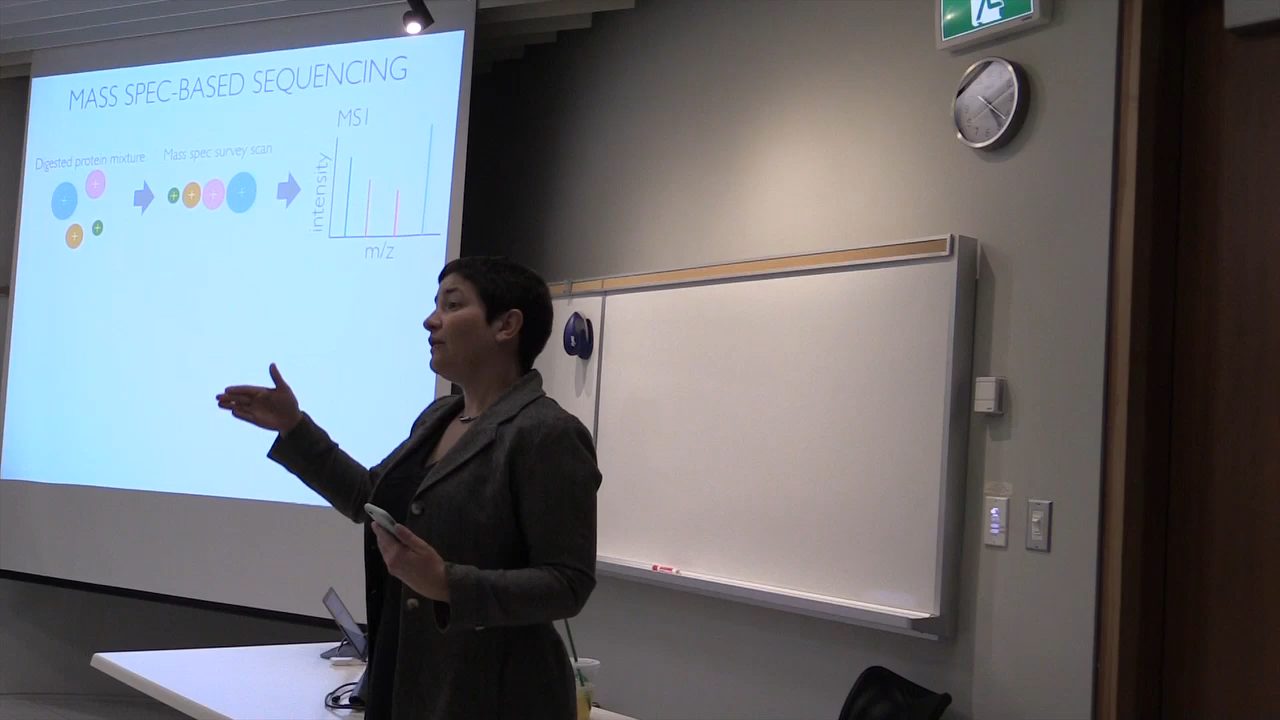 MASS SPEC-BASED SEQUENCING
MS1
Digested protein mixture
Mass spec survey scan
intensity
m/z